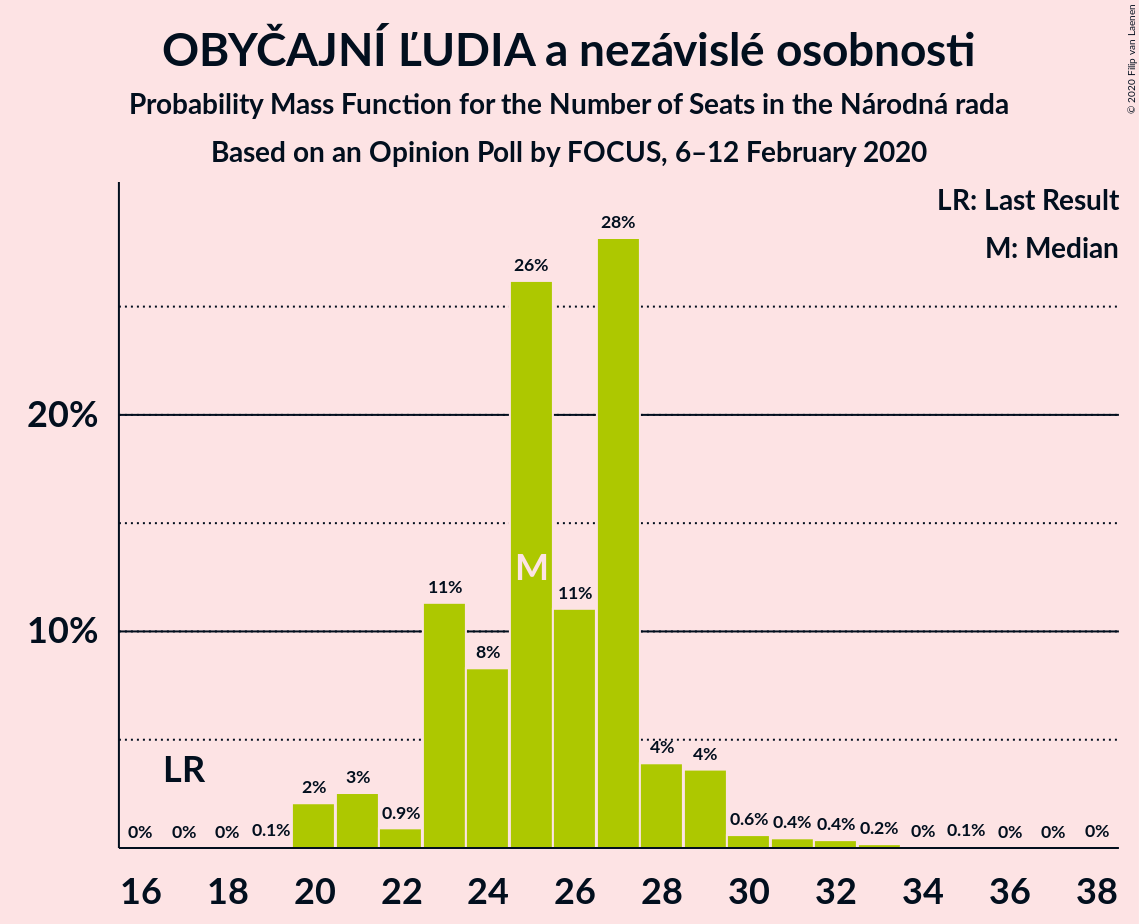 OBYČAJNÍ ĽUDIA a nezávislé osobnosti
Probability Mass Function for the Number of Seats in the Národná rada
Based on an Opinion Poll by FOCUS, 6–12 February 2020
© 2020 Filip van Laenen
LR: Last Result
M: Median
28%
26%
20%
11%
11%
10%
8%
M
LR
4%
4%
3%
2%
0.9%
0.6%
0.4%
0.4%
0.2%
0.1%
0.1%
0%
0%
0%
0%
0%
0%
0%
16 18 20 22 24 26 28 30 32 34 36 38